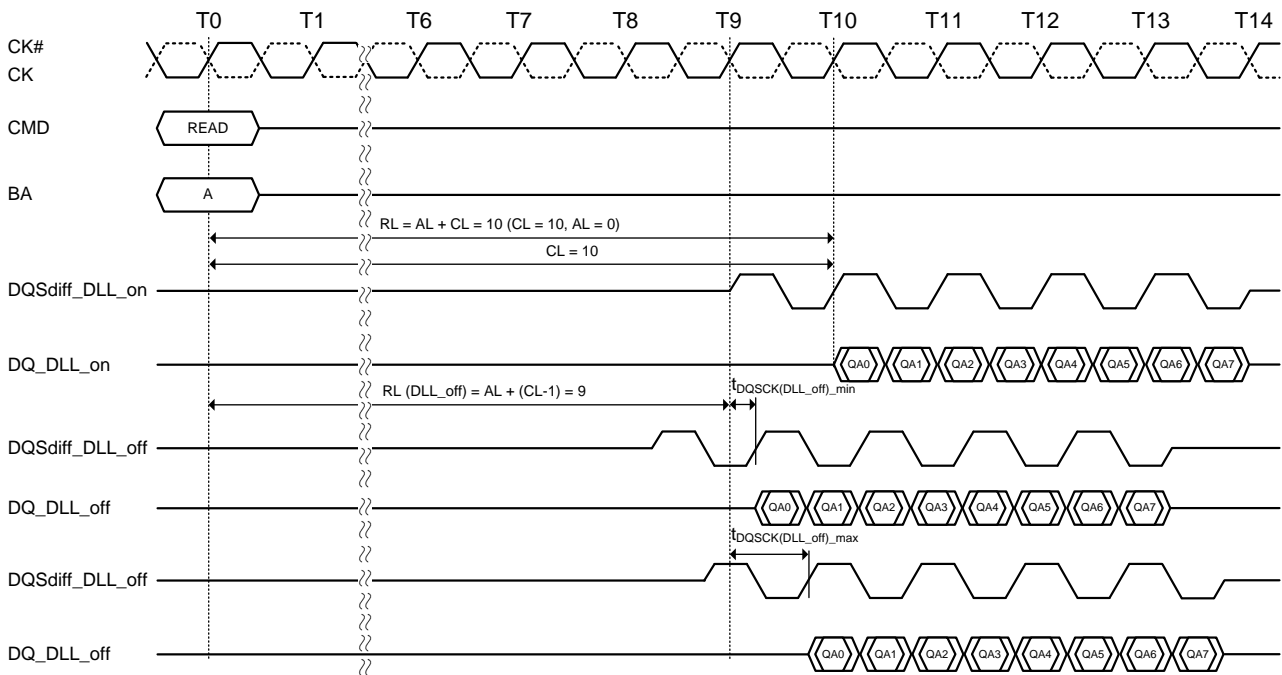 T0 T1 T6 T7 T8 T9 T10 T11 T12 T13 T14
CK#
CK
CMD READ
BA A
RL = AL + CL = 10 (CL = 10, AL = 0)
CL = 10
DQSdiff_DLL_on
DQ_DLL_on QA0 QA1 QA2 QA3 QA4 QA5 QA6 QA7
RL (DLL_off) = AL + (CL-1) = 9 tDQSCK(DLL_off)_min
DQSdiff_DLL_off
DQ_DLL_off QA0 QA1 QA2 QA3 QA4 QA5 QA6 QA7
tDQSCK(DLL_off)_max
DQSdiff_DLL_off
DQ_DLL_off QA0 QA1 QA2 QA3 QA4 QA5 QA6 QA7